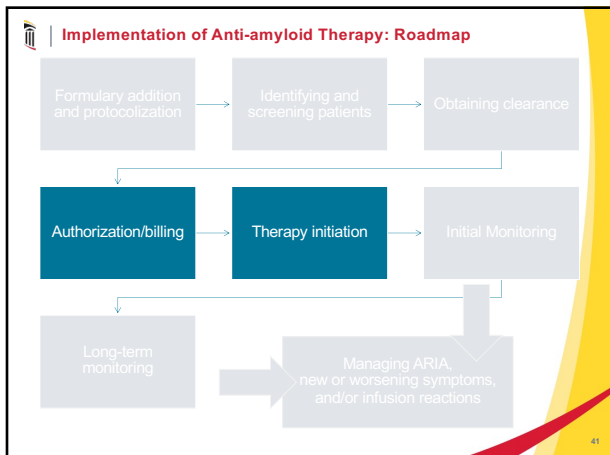 Implementation of Anti-amyloid Therapy: Roadmap
Formulary addition
and protocolization
Identifying and
screening patients
Obtaining clearance
Authorization/billing
Therapy initiation
Initial Monitoring
Long-term
monitoring
Managing ARIA,
new or worsening symptoms,
and/or infusion reactions
41